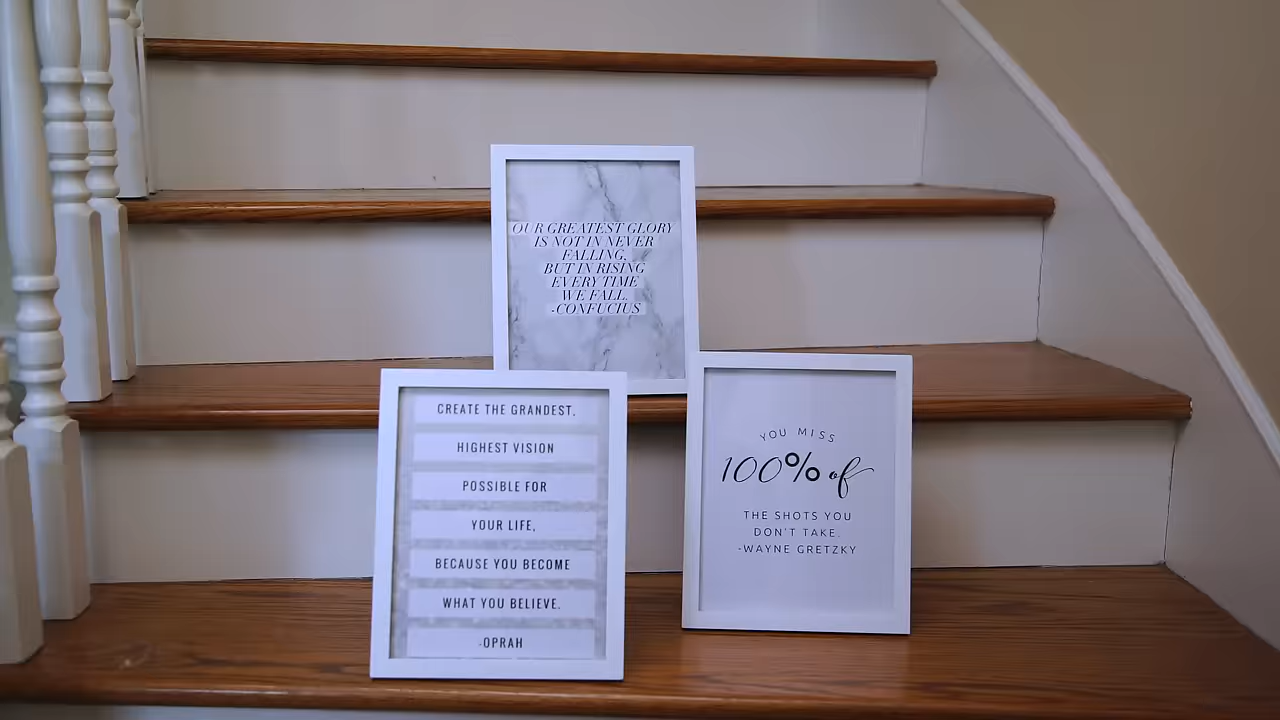 OUR GREATEST GLORY
IS NOT IN NEVER
FALLING,
BUT IN RISING
EVERY TIME
WE FALL.
-CONFUCIUS
CREATE THE GRANDEST,
HIGHEST VISION
POSSIBLE FOR
YOUR LIFE,
BECAUSE YOU BECOME
WHAT YOU BELIEVE.
-OPRAH
YOU MISS
100% of
THE SHOTS YOU
DON'T TAKE.
-WAYNE GRETZKY